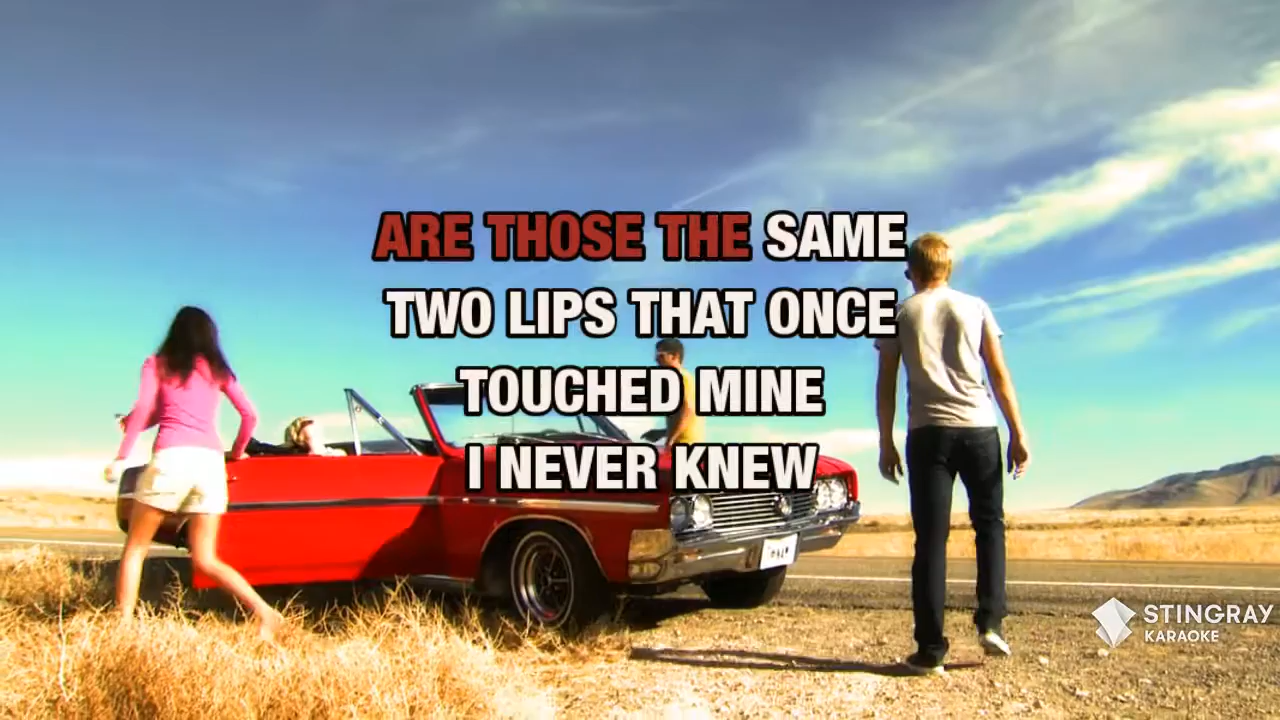 ARE THOSE THE SAME
TWO LIPS THAT ONCE
TOUCHED MINE
I NEVER KNEW
STINGRAY
KARAOKE